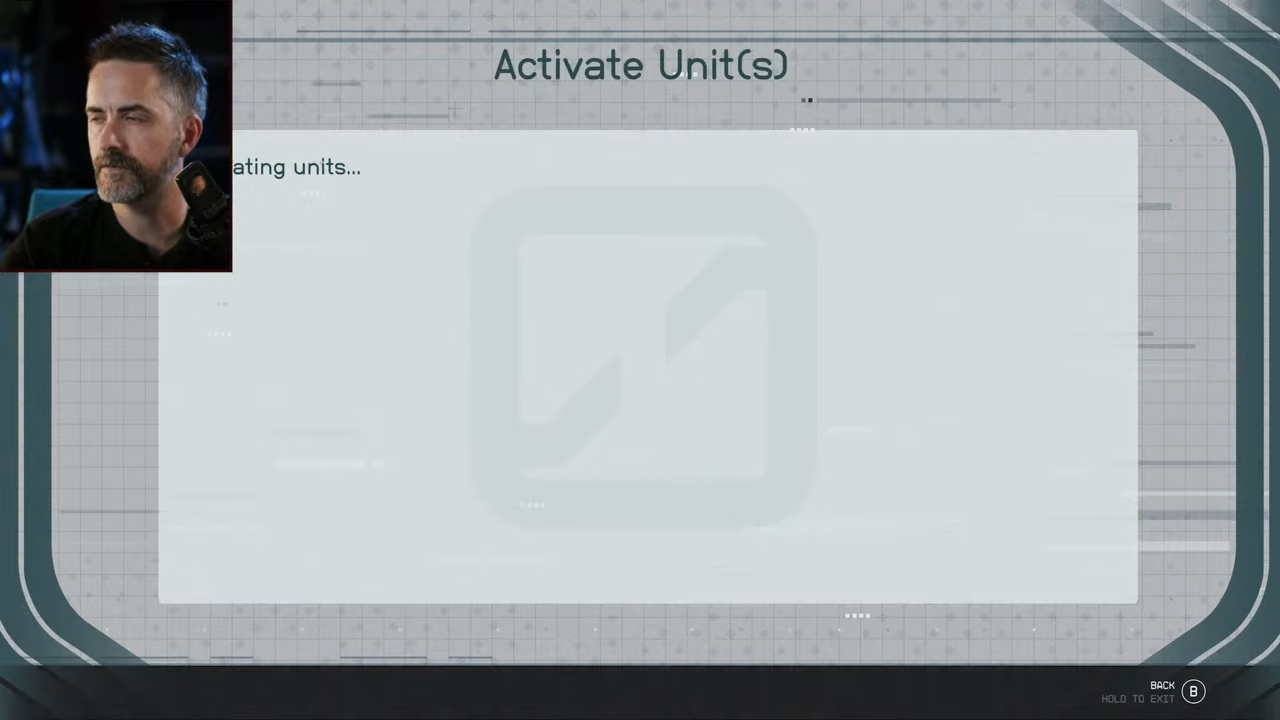 Activate Unit(s)
ating units...
BACK
HOLD TO EXIT
B